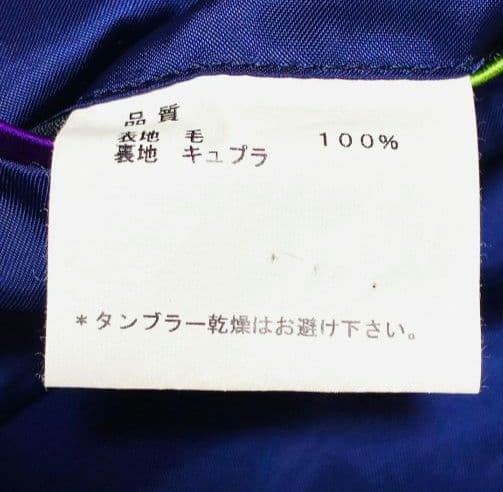 品質
表地 毛 100%
裏地 キュプラ
*タンブラー乾燥はお避け下さい。